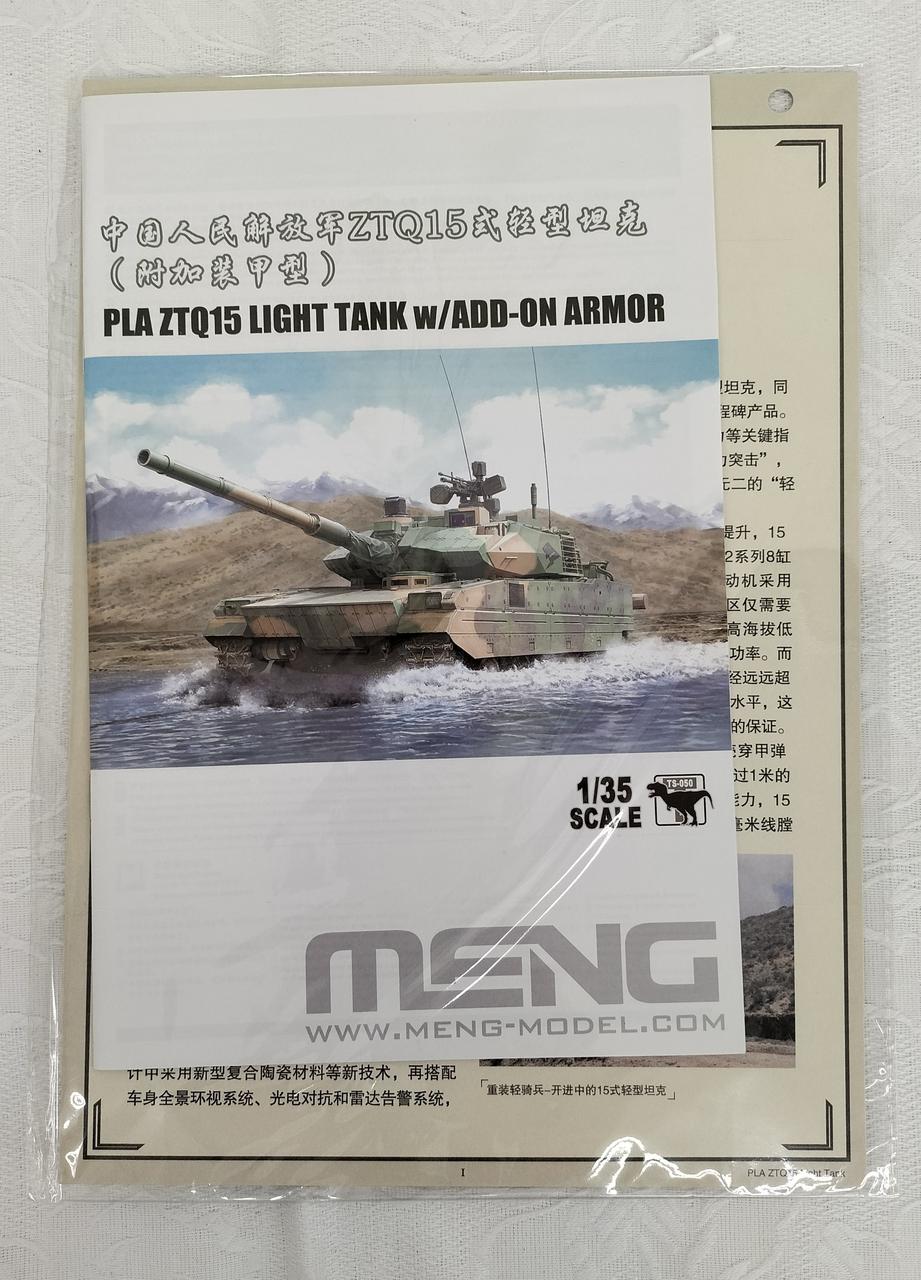 中国人民解放军ZTQ15式轻型坦克
（附加装甲型）
PLA ZTQ15 LIGHT TANK w/ADD-ON ARMOR
坦克，同
程碑产品。
等关键指
突击”，
元二的“轻
提升，15
2系列8缸
动机采用
区仅需要
高海拔低
功率。而
经远远超
水平，这
的保证。
穿甲弹
过1米的
能力，15
毫米线膛
1/35
SCALE
TS-050
MENG
WWW.MENG-MODEL.COM
计中采用新型复合陶瓷材料等新技术，再搭配
车身全景环视系统、光电对抗和雷达告警系统，
「重装轻骑兵–开进中的15式轻型坦克」
I
PLA ZTQ15 Light Tank